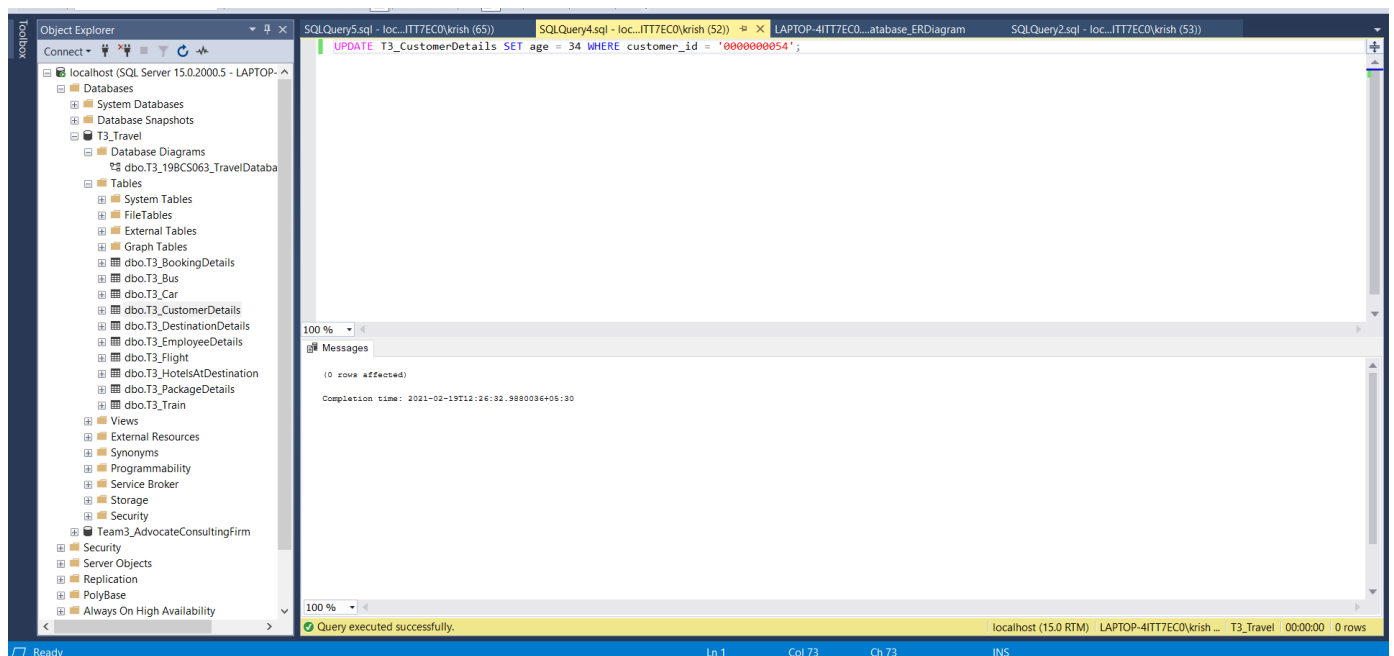 Toolbox
Object Explorer
Connect
localhost (SQL Server 15.0.2000.5 - LAPTOP-
Databases
System Databases
Database Snapshots
T3_Travel
Database Diagrams
dbo.T3_19BCS063_TravelDataba
Tables
System Tables
FileTables
External Tables
Graph Tables
dbo.T3_BookingDetails
dbo.T3_Bus
dbo.T3_Car
dbo.T3_CustomerDetails
dbo.T3_DestinationDetails
dbo.T3_EmployeeDetails
dbo.T3_Flight
dbo.T3_HotelsAtDestination
dbo.T3_PackageDetails
dbo.T3_Train
Views
External Resources
Synonyms
Programmability
Service Broker
Storage
Security
Team3_AdvocateConsultingFirm
Security
Server Objects
Replication
PolyBase
Always On High Availability
SQLQuery5.sql - loc...ITT7EC0\krish (65)) SQLQuery4.sql - loc...ITT7EC0\krish (52)) LAPTOP-4ITT7EC0....atabase_ERDiagram SQLQuery2.sql - loc...ITT7EC0\krish (53))
UPDATE T3_CustomerDetails SET age = 34 WHERE customer_id = '0000000054';
100 %
Messages
(0 rows affected)
Completion time: 2021-02-19T12:26:32.9880036+05:30
100 %
Query executed successfully. localhost (15.0 RTM) LAPTOP-4ITT7EC0\krish ... T3_Travel 00:00:00 0 rows
Ready Ln 1 Col 73 Ch 73 INS